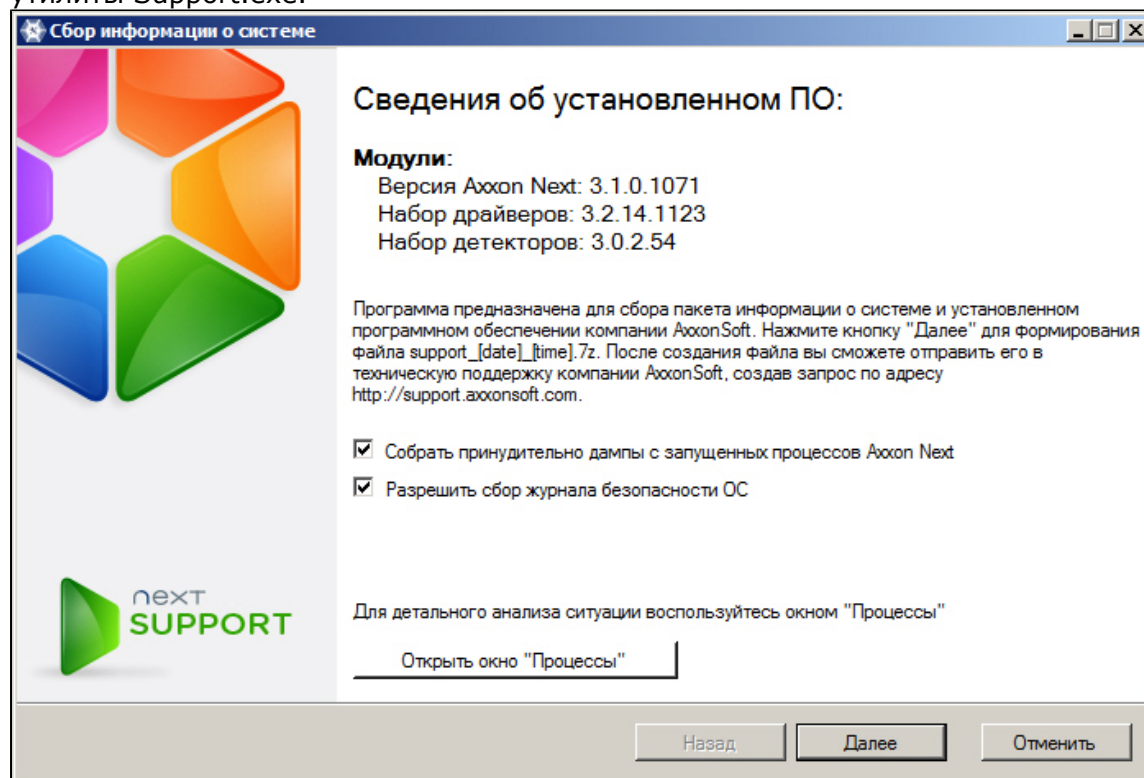 утилиты Support.exe.
Сбор информации о системе
Сведения об установленном ПО:
Модули:
Версия Axxon Next: 3.1.0.1071
Набор драйверов: 3.2.14.1123
Набор детекторов: 3.0.2.54
Программа предназначена для сбора пакета информации о системе и установленном
программном обеспечении компании AxxonSoft. Нажмите кнопку "Далее" для формирования
файла support_[date]_[time].7z. После создания файла вы сможете отправить его в
техническую поддержку компании AxxonSoft, создав запрос по адресу
http://support.axxonsoft.com.
Собрать принудительно дампы с запущенных процессов Axxon Next
Разрешить сбор журнала безопасности ОС
next
SUPPORT
Для детального анализа ситуации воспользуйтесь окном "Процессы"
Открыть окно "Процессы"
Назад
Далее
Отменить